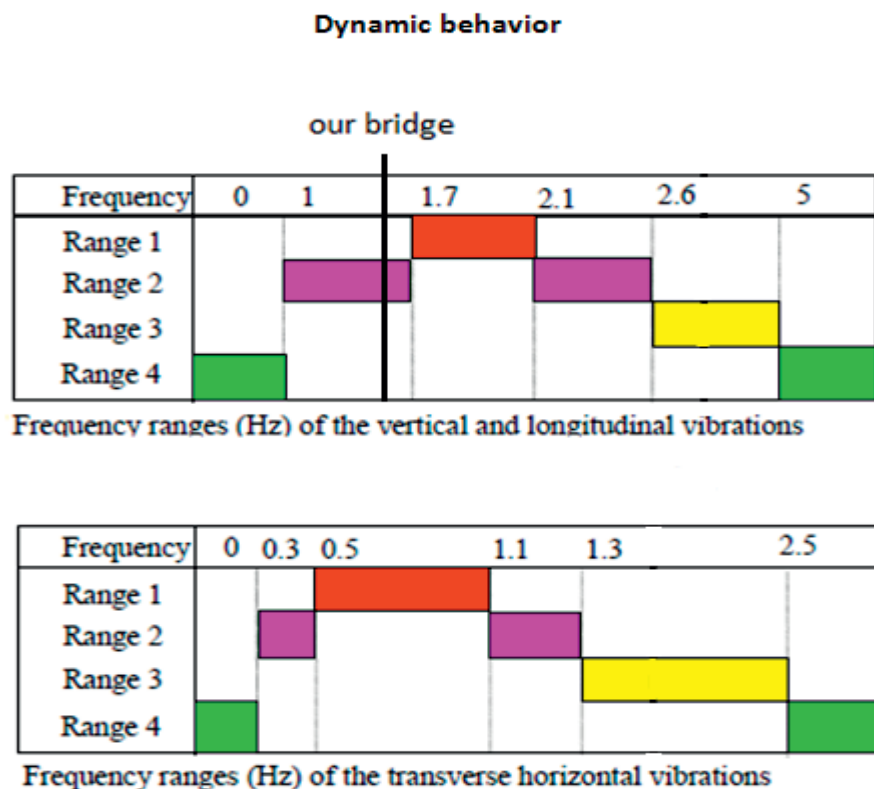 Dynamic behavior
our bridge
Frequency 0 1 1.7 2.1 2.6 5
Range 1
Range 2
Range 3
Range 4
Frequency ranges (Hz) of the vertical and longitudinal vibrations
Frequency 0 0.3 0.5 1.1 1.3 2.5
Range 1
Range 2
Range 3
Range 4
Frequency ranges (Hz) of the transverse horizontal vibrations